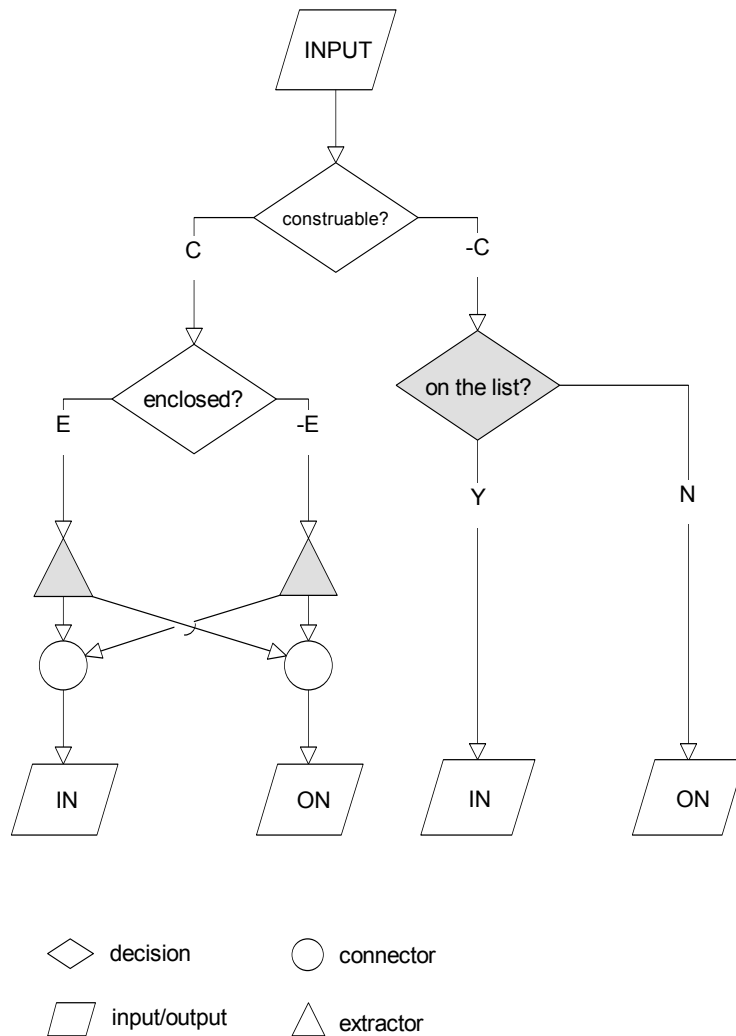 INPUT
construable?
C
-C
enclosed?
on the list?
E
-E
Y
N
IN
ON
IN
ON
decision
connector
input/output
extractor